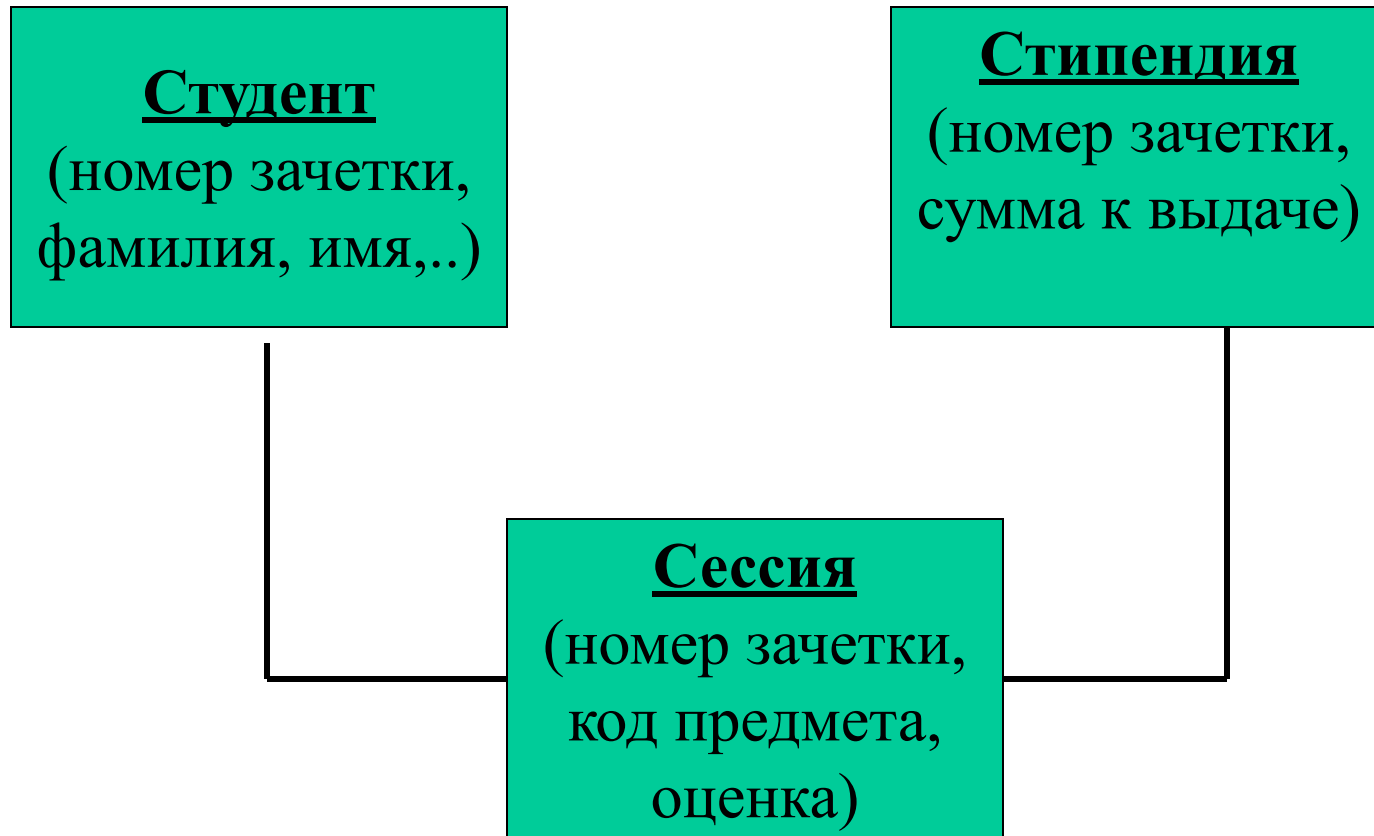 Студент
(номер зачетки,
фамилия, имя,..)
Стипендия
(номер зачетки,
сумма к выдаче)
Сессия
(номер зачетки,
код предмета,
оценка)